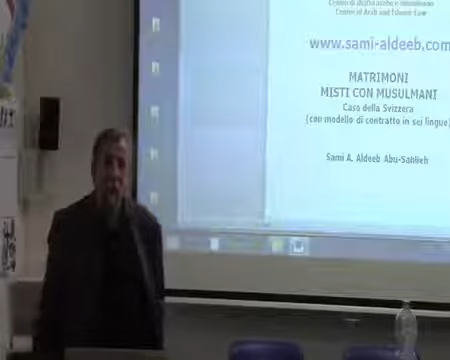 Centro di diritto arabo e musulmano
Centre of Arab and Islamic Law
www.sami-aldeeb.com
MATRIMONI
MISTI CON MUSULMANI
Caso della Svizzera
(con modello di contratto in sei lingue)
Sami A. Aldeeb Abu-Sahlieh